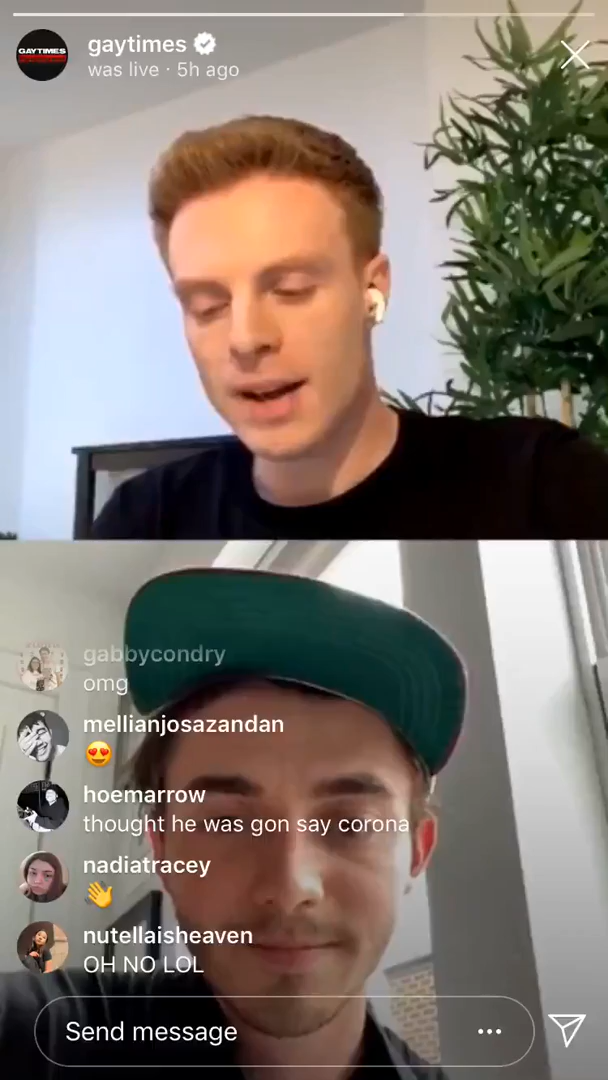 GAYTIMES
gaytimes
was live · 5h ago
gabbycondry
omg
mellianjosazandan
😍
hoemarrow
thought he was gon say corona
nadiatracey
👋
nutellaisheaven
OH NO LOL
Send message